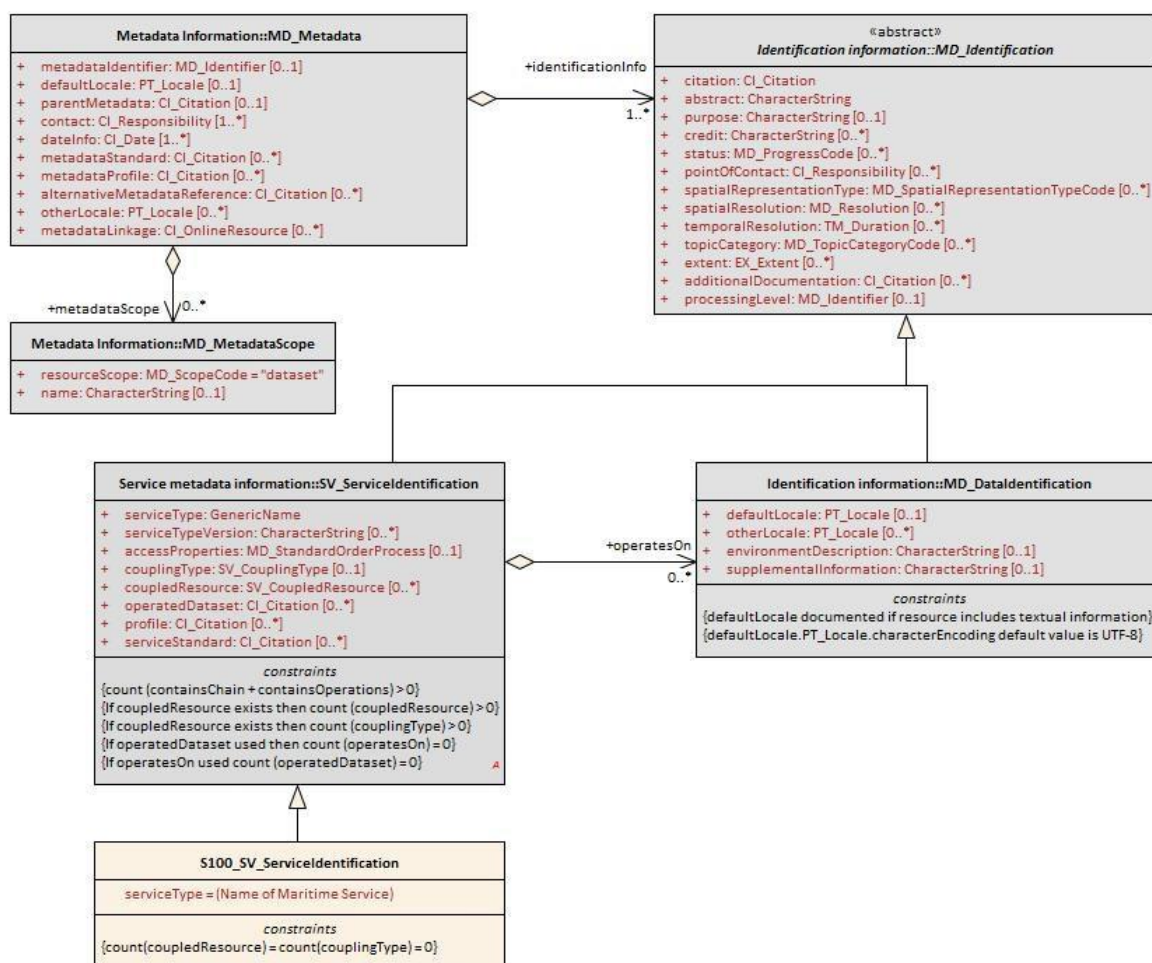 Metadata Information::MD_Metadata
+ metadataIdentifier: MD_Identifier [0..1]
+ defaultLocale: PT_Locale [0..1]
+ parentMetadata: CI_Citation [0..1]
+ contact: CI_Responsibility [1..*]
+ dateInfo: CI_Date [1..*]
+ metadataStandard: CI_Citation [0..*]
+ metadataProfile: CI_Citation [0..*]
+ alternativeMetadataReference: CI_Citation [0..*]
+ otherLocale: PT_Locale [0..*]
+ metadataLinkage: CI_OnlineResource [0..*]
+identificationInfo
1..*
«abstract»
Identification information::MD_Identification
+ citation: CI_Citation
+ abstract: CharacterString
+ purpose: CharacterString [0..1]
+ credit: CharacterString [0..*]
+ status: MD_ProgressCode [0..*]
+ pointOfContact: CI_Responsibility [0..*]
+ spatialRepresentationType: MD_SpatialRepresentationTypeCode [0..*]
+ spatialResolution: MD_Resolution [0..*]
+ temporalResolution: TM_Duration [0..*]
+ topicCategory: MD_TopicCategoryCode [0..*]
+ extent: EX_Extent [0..*]
+ additionalDocumentation: CI_Citation [0..*]
+ processingLevel: MD_Identifier [0..1]
+metadataScope
0..*
Metadata Information::MD_MetadataScope
+ resourceScope: MD_ScopeCode = "dataset"
+ name: CharacterString [0..1]
Service metadata information::SV_ServiceIdentification
+ serviceType: GenericName
+ serviceTypeVersion: CharacterString [0..*]
+ accessProperties: MD_StandardOrderProcess [0..1]
+ couplingType: SV_CouplingType [0..1]
+ coupledResource: SV_CoupledResource [0..*]
+ operatedDataset: CI_Citation [0..*]
+ profile: CI_Citation [0..*]
+ serviceStandard: CI_Citation [0..*]
constraints
{count (containsChain + containsOperations) > 0}
{If coupledResource exists then count (coupledResource) > 0}
{If coupledResource exists then count (couplingType) > 0}
{If operatedDataset used then count (operatesOn) = 0}
{If operatesOn used count (operatedDataset) = 0}
A
+operatesOn
0..*
Identification information::MD_DataIdentification
+ defaultLocale: PT_Locale [0..1]
+ otherLocale: PT_Locale [0..*]
+ environmentDescription: CharacterString [0..1]
+ supplementalInformation: CharacterString [0..1]
constraints
{defaultLocale documented if resource includes textual information}
{defaultLocale.PT_Locale.characterEncoding default value is UTF-8}
S100_SV_ServiceIdentification
serviceType = (Name of Maritime Service)
constraints
{count(coupledResource) = count(couplingType) = 0}